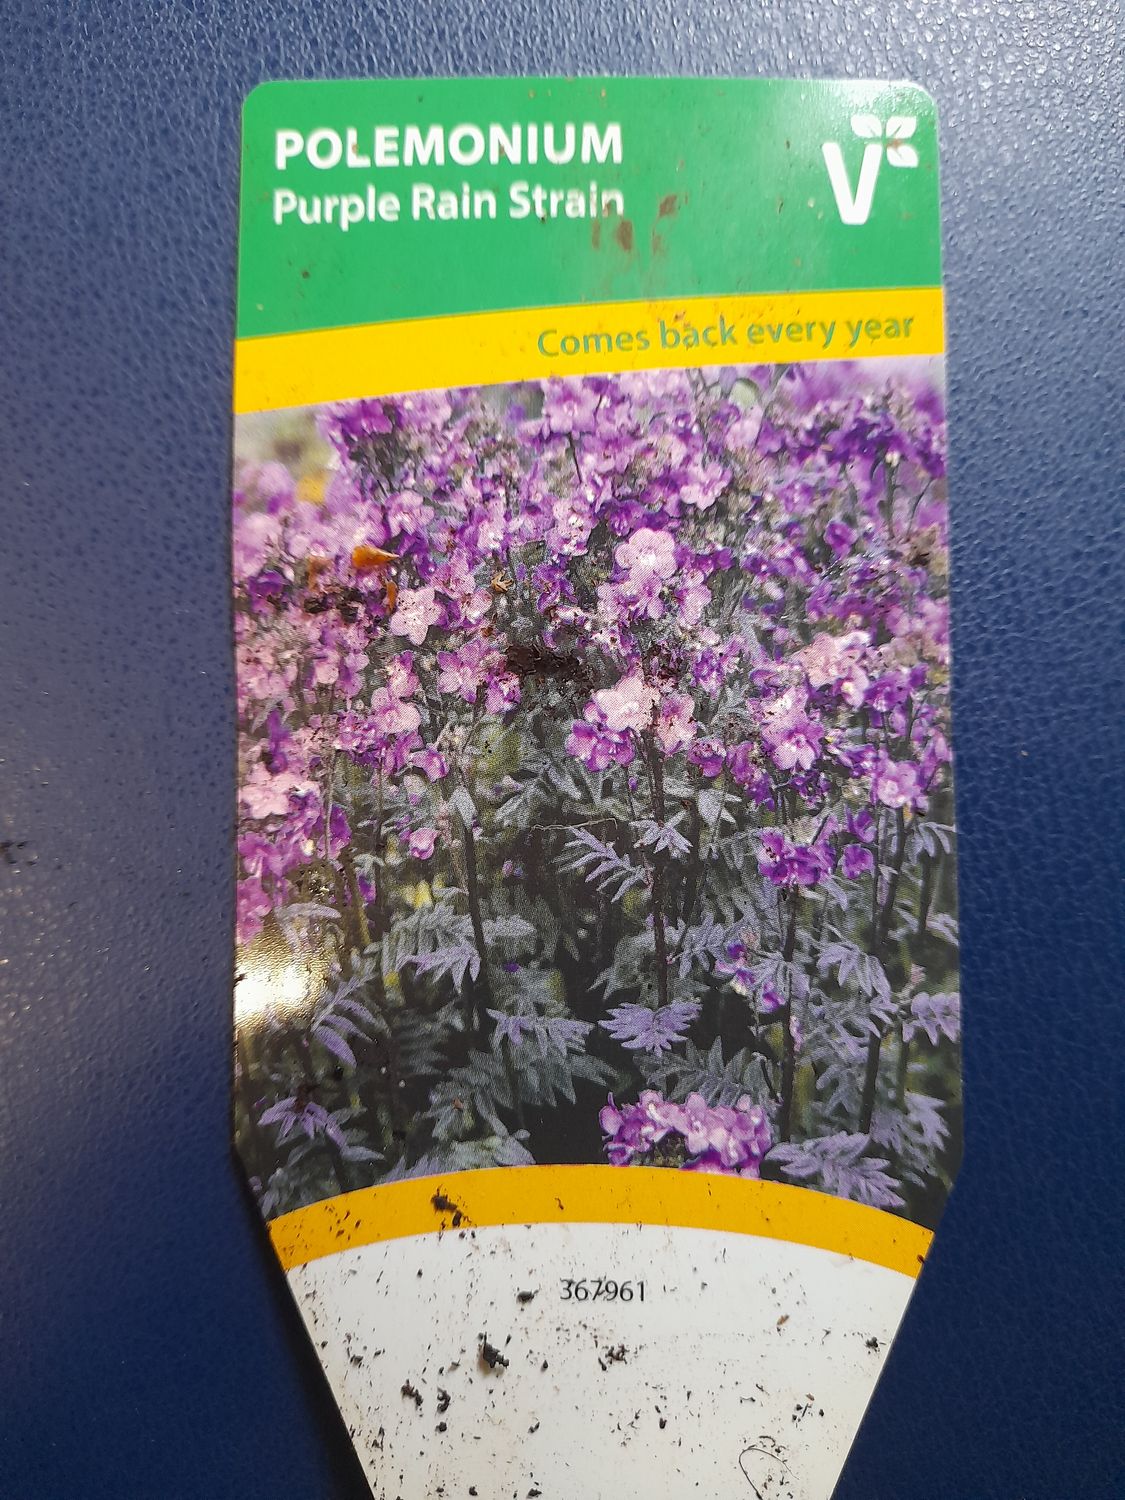 POLEMONIUM
Purple Rain Strain
V
Comes back every year
367961